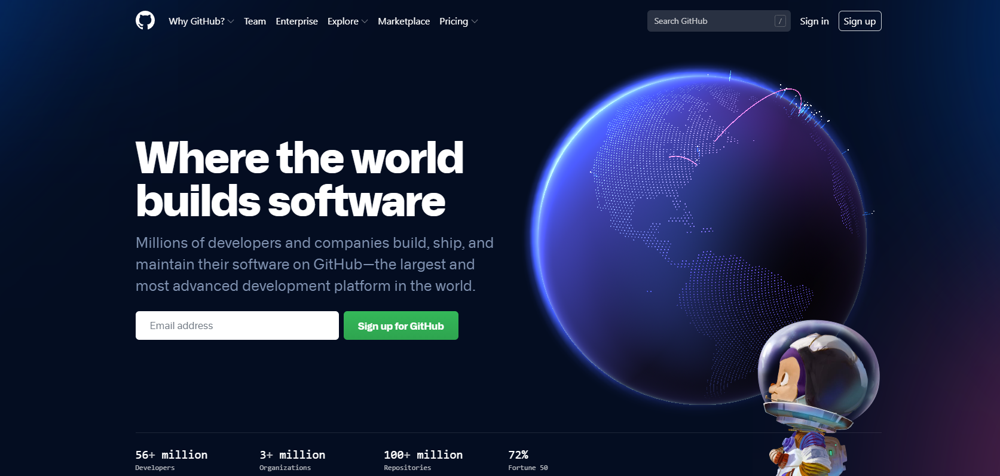 Why GitHub? Team Enterprise Explore Marketplace Pricing Search GitHub / Sign in Sign up
Where the world
builds software
Millions of developers and companies build, ship, and
maintain their software on GitHub—the largest and
most advanced development platform in the world.
Email address Sign up for GitHub
56+ million 3+ million 100+ million 72%
Developers Organizations Repositories Fortune 50